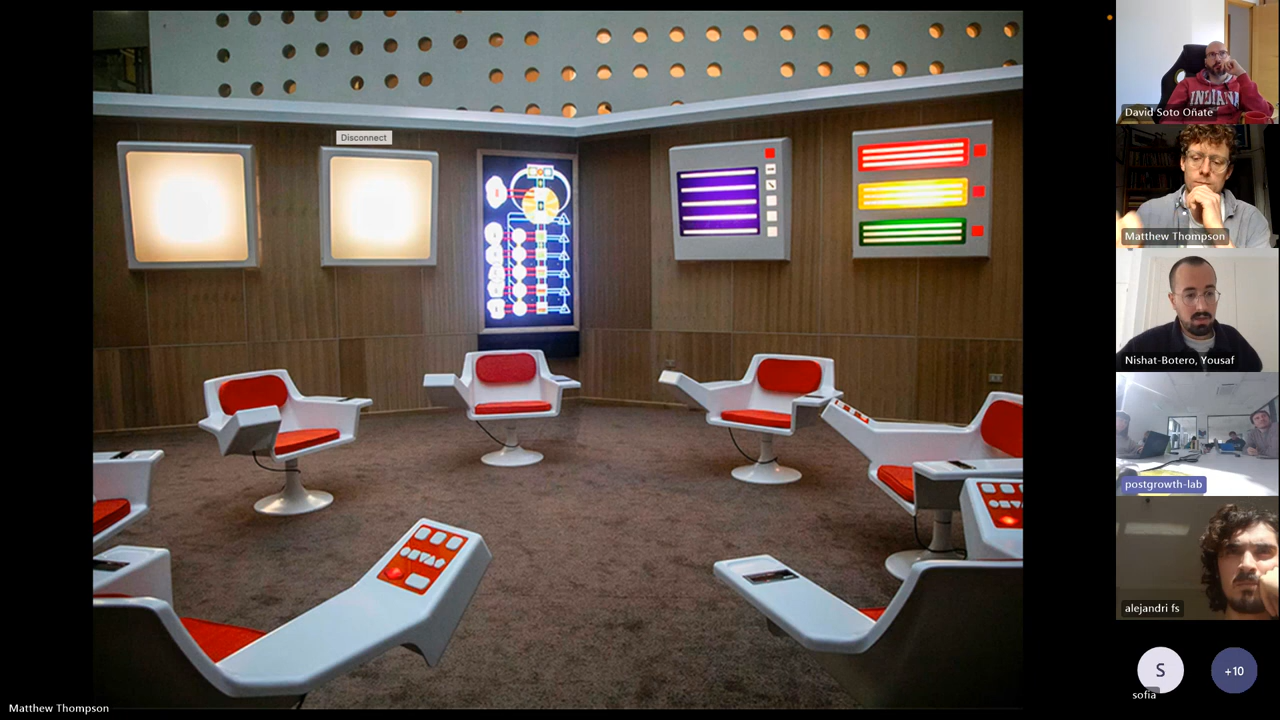 Disconnect
INDIANA
David Soto Oñate
Matthew Thompson
Nishat-Botero, Yousaf
postgrowth-lab
alejandri fs
S
+10
sofia
Matthew Thompson